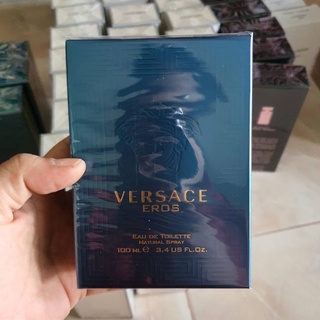 VERSACE
EROS
EAU DE TOILETTE
NATURAL SPRAY
100 ML ℮ 3.4 US FL.OZ.